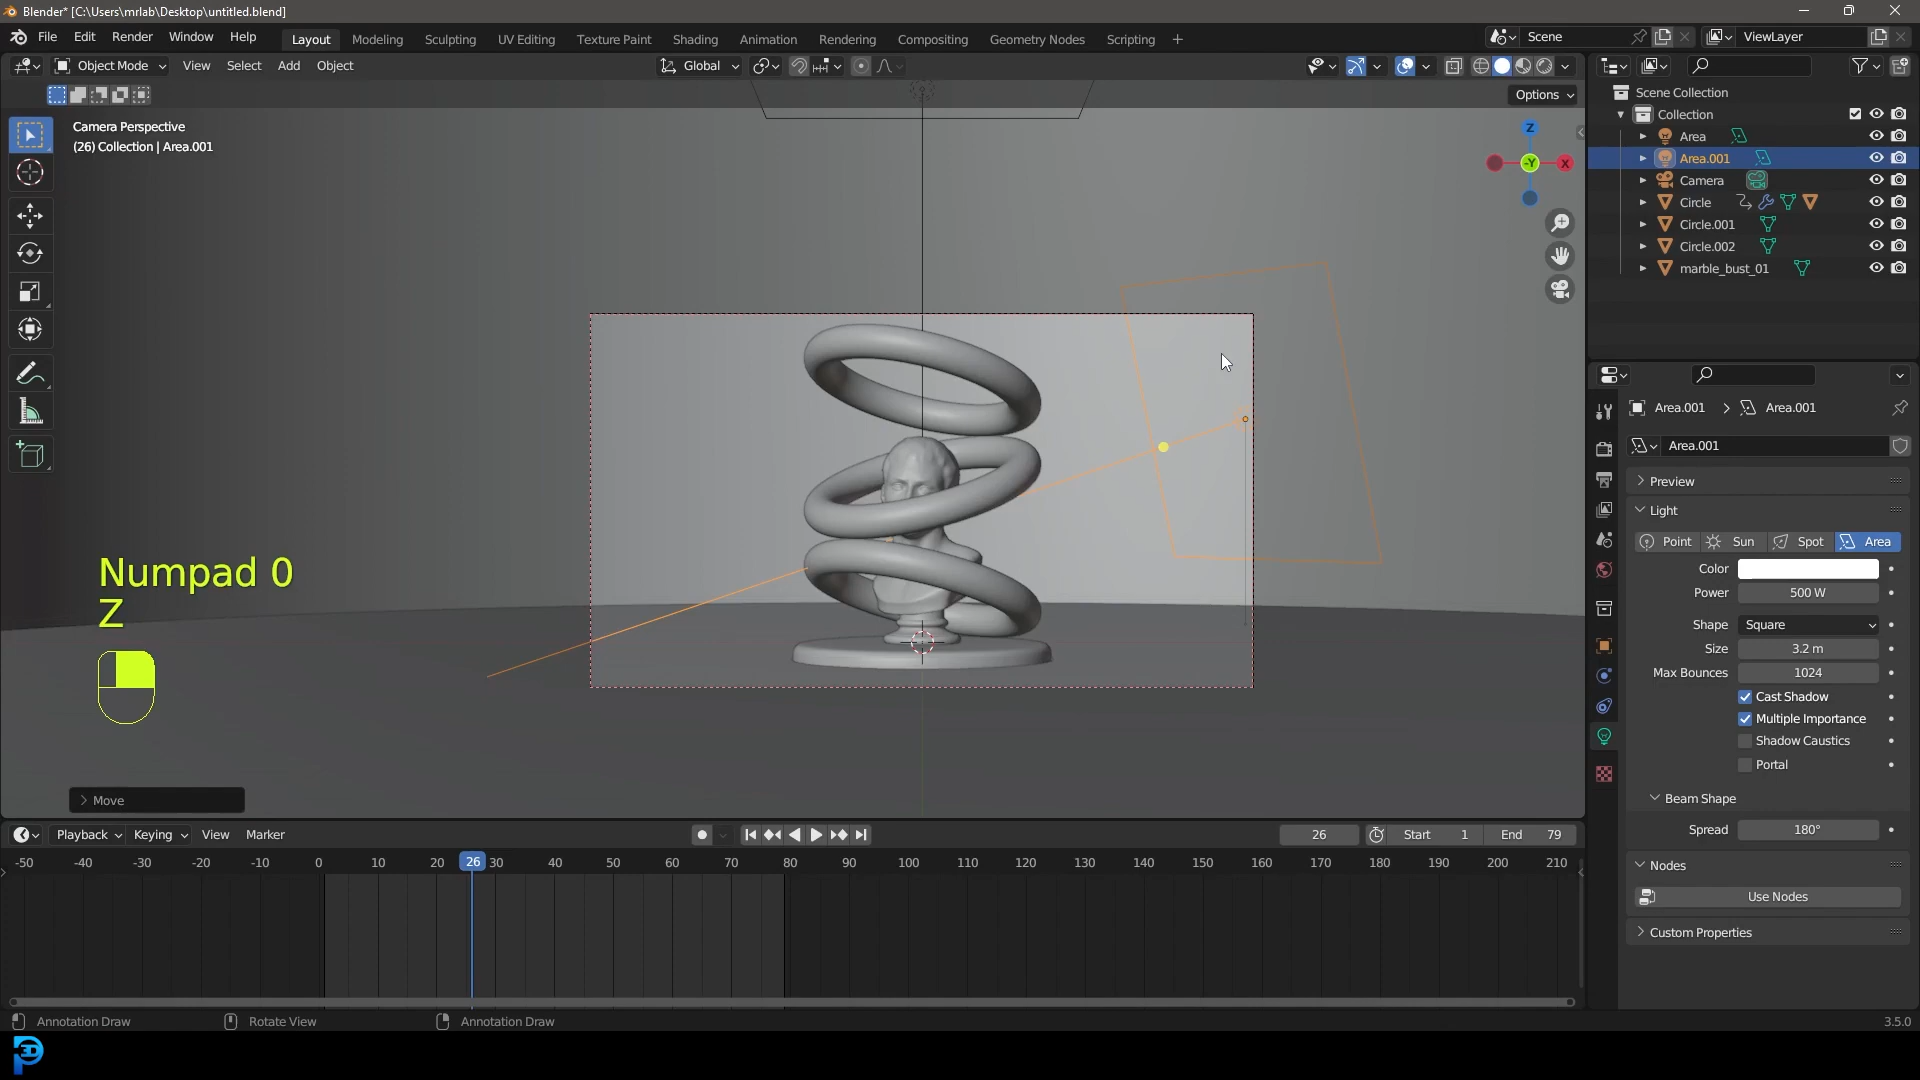 Blender* [C:\Users\mrlab\Desktop\untitled.blend]
File Edit Render Window Help Layout Modeling Sculpting UV Editing Texture Paint Shading Animation Rendering Compositing Geometry Nodes Scripting + Scene ViewLayer
Object Mode View Select Add Object Global
Options
Camera Perspective
(26) Collection | Area.001
Z
-Y
X
Numpad 0
Z
Move
Scene Collection
Collection
Area
Area.001
Camera
Circle
Circle.001
Circle.002
marble_bust_01
Area.001 > Area.001
Area.001
Preview
Light
Point Sun Spot Area
Color
Power 500 W
Shape Square
Size 3.2 m
Max Bounces 1024
Cast Shadow
Multiple Importance
Shadow Caustics
Portal
Beam Shape
Spread 180°
Nodes
Use Nodes
Custom Properties
Playback Keying View Marker 26 Start 1 End 79
-50 -40 -30 -20 -10 0 10 20 26 30 40 50 60 70 80 90 100 110 120 130 140 150 160 170 180 190 200 210
Annotation Draw Rotate View Annotation Draw 3.5.0